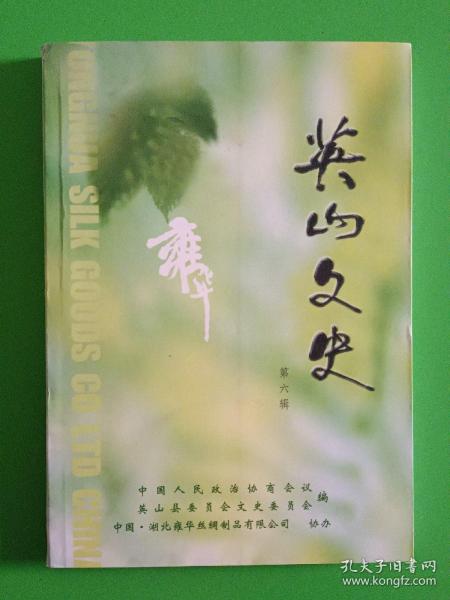 英山文史
第六辑
雍华
YONGHUA SILK GOODS CO LTD CHINA
中国人民政治协商会议
英山县委员会文史委员会 编
中国·湖北雍华丝绸制品有限公司 协办
孔夫子旧书网
www.kongfz.com